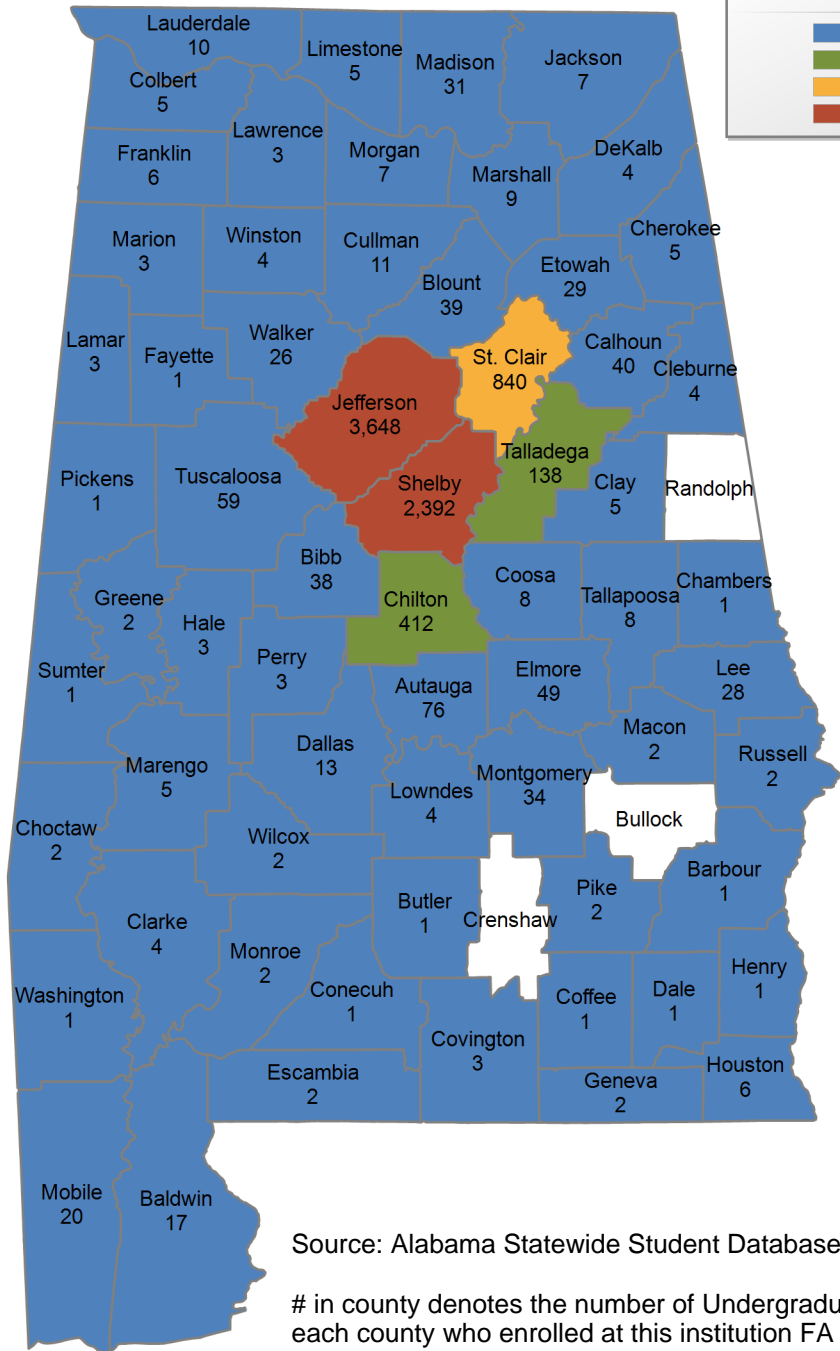 Lauderdale
10
Limestone
5
Madison
31
Jackson
7
Colbert
5
Lawrence
3
Franklin
6
Morgan
7
Marshall
9
DeKalb
4
Marion
3
Winston
4
Cullman
11
Blount
39
Etowah
29
Cherokee
5
Lamar
3
Fayette
1
Walker
26
St. Clair
840
Calhoun
40
Cleburne
4
Jefferson
3,648
Talladega
138
Pickens
1
Tuscaloosa
59
Shelby
2,392
Clay
5
Randolph
Bibb
38
Greene
2
Hale
3
Chilton
412
Coosa
8
Tallapoosa
8
Chambers
1
Sumter
1
Perry
3
Autauga
76
Elmore
49
Lee
28
Marengo
5
Dallas
13
Lowndes
4
Montgomery
34
Macon
2
Russell
2
Choctaw
2
Wilcox
2
Bullock
Clarke
4
Monroe
2
Butler
1
Crenshaw
Pike
2
Barbour
1
Washington
1
Conecuh
1
Covington
3
Coffee
1
Dale
1
Henry
1
Escambia
2
Geneva
2
Houston
6
Mobile
20
Baldwin
17
Source: Alabama Statewide Student Database
# in county denotes the number of Undergradu
each county who enrolled at this institution FA